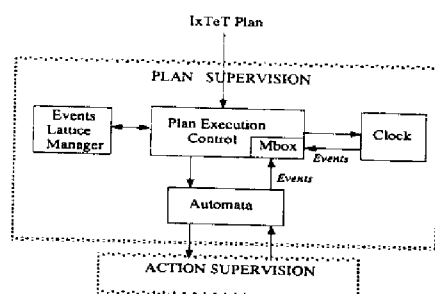 IxTeT Plan
PLAN SUPERVISION
Events
Lattice
Manager
Plan Execution
Control
Mbox
Clock
Events
Events
Automata
ACTION SUPERVISION